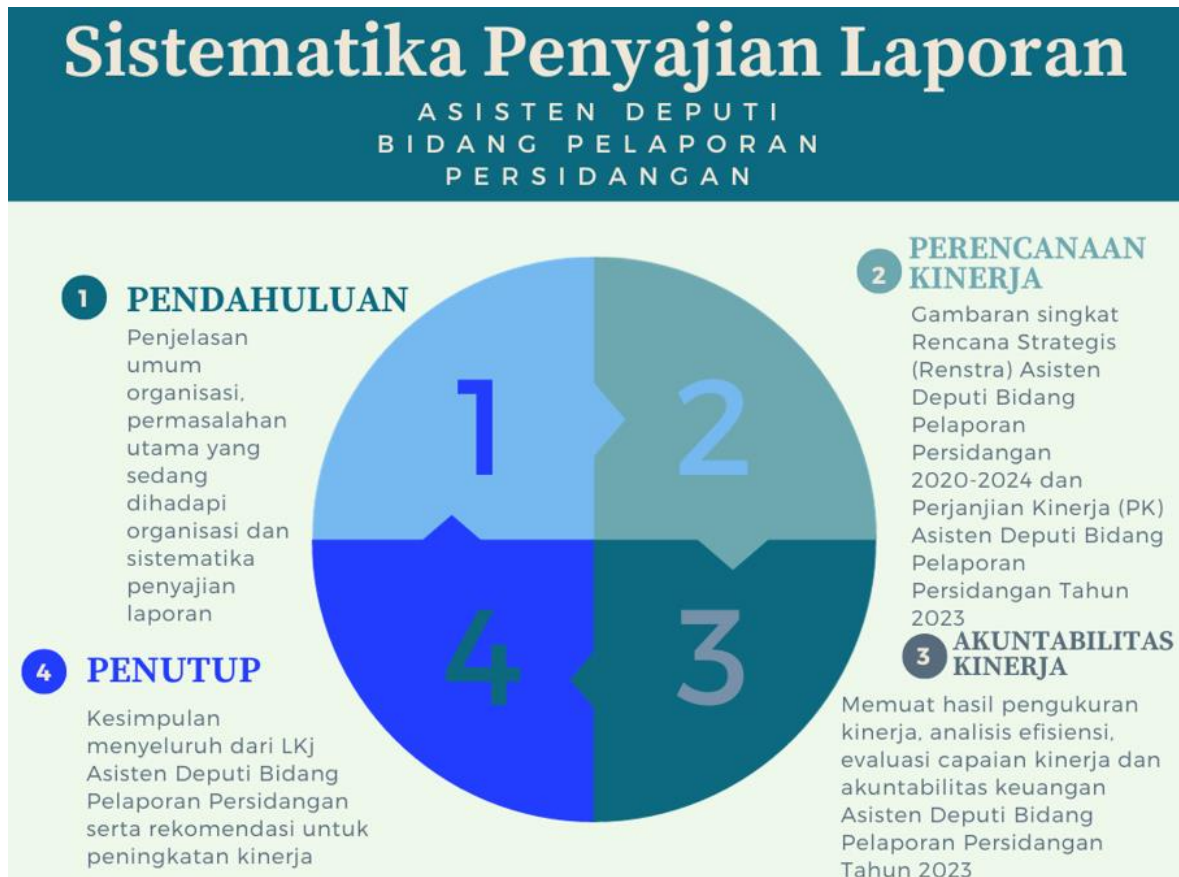 Sistematika Penyajian Laporan
ASISTEN DEPUTI
BIDANG PELAPORAN
PERSIDANGAN
1
PENDAHULUAN
Penjelasan
umum
organisasi,
permasalahan
utama yang
sedang
dihadapi
organisasi dan
sistematika
penyajian
laporan
2
PERENCANAAN
KINERJA
Gambaran singkat
Rencana Strategis
(Renstra) Asisten
Deputi Bidang
Pelaporan
Persidangan
2020-2024 dan
Perjanjian Kinerja (PK)
Asisten Deputi Bidang
Pelaporan
Persidangan Tahun
2023
3
AKUNTABILITAS
KINERJA
Memuat hasil pengukuran
kinerja, analisis efisiensi,
evaluasi capaian kinerja dan
akuntabilitas keuangan
Asisten Deputi Bidang
Pelaporan Persidangan
Tahun 2023
4
PENUTUP
Kesimpulan
menyeluruh dari LKj
Asisten Deputi Bidang
Pelaporan Persidangan
serta rekomendasi untuk
peningkatan kinerja
1
2
3
4